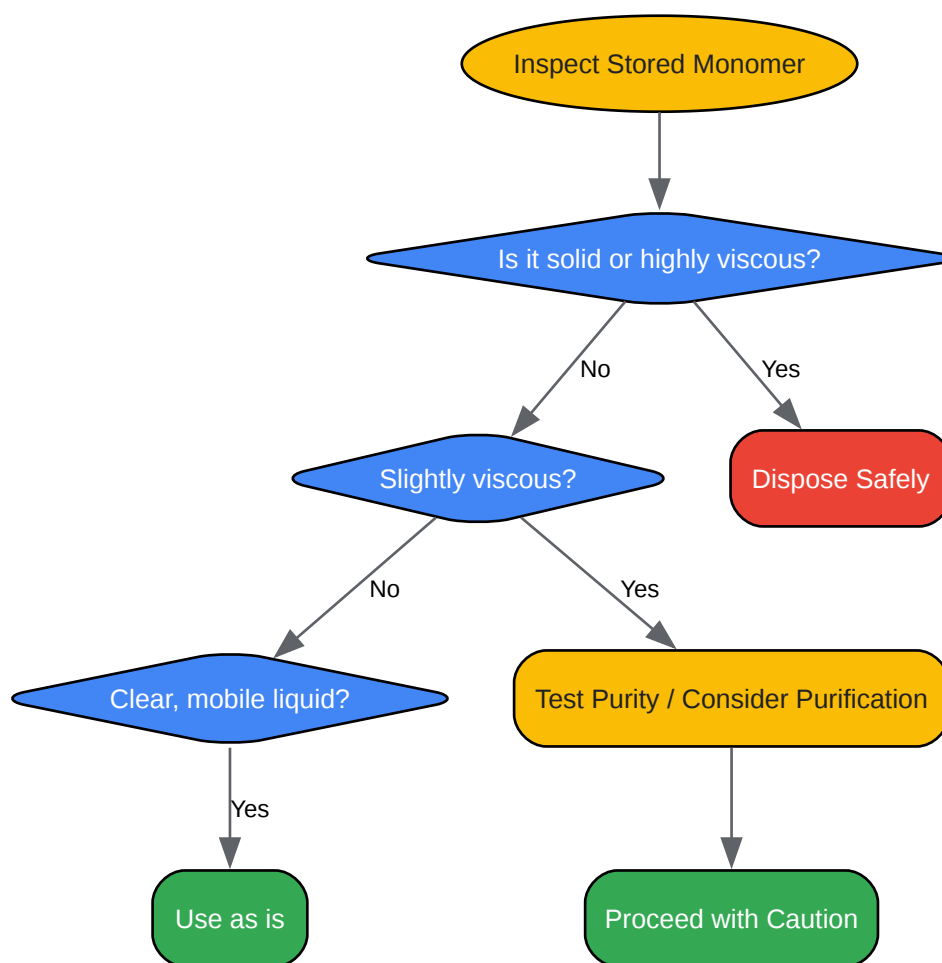 Inspect Stored Monomer
Is it solid or highly viscous?
No
Yes
Slightly viscous?
Dispose Safely
No
Yes
Clear, mobile liquid?
Test Purity / Consider Purification
Yes
Use as is
Proceed with Caution